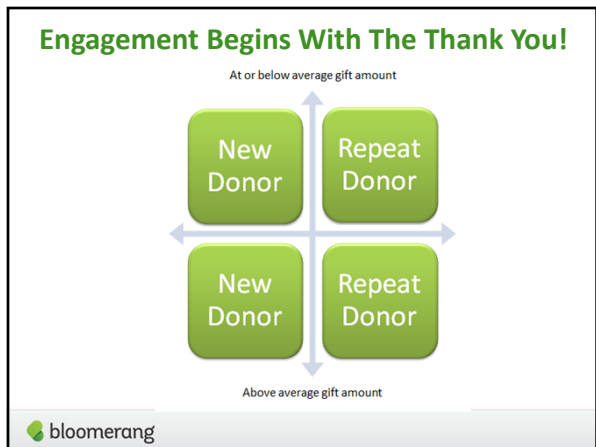 Engagement Begins With The Thank You!
At or below average gift amount
New
Donor
Repeat
Donor
New
Donor
Repeat
Donor
Above average gift amount
bloomerang